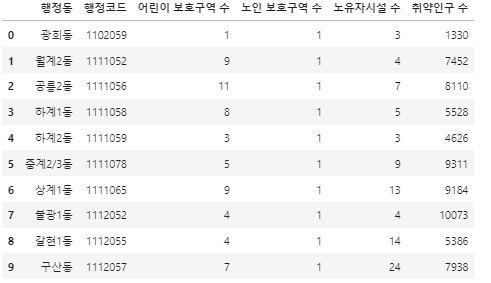 행정동 행정코드 어린이 보호구역 수 노인 보호구역 수 노유자시설 수 취약인구 수
0 광희동 1102059 1 1 3 1330
1 월계2동 1111052 9 1 4 7452
2 공릉2동 1111056 11 1 7 8110
3 하계1동 1111058 8 1 5 5528
4 하계2동 1111059 3 1 3 4626
5 중계2/3동 1111078 5 1 9 9311
6 상계1동 1111065 9 1 13 9184
7 불광1동 1112052 4 1 4 10073
8 갈현1동 1112055 4 1 14 5386
9 구산동 1112057 7 1 24 7938